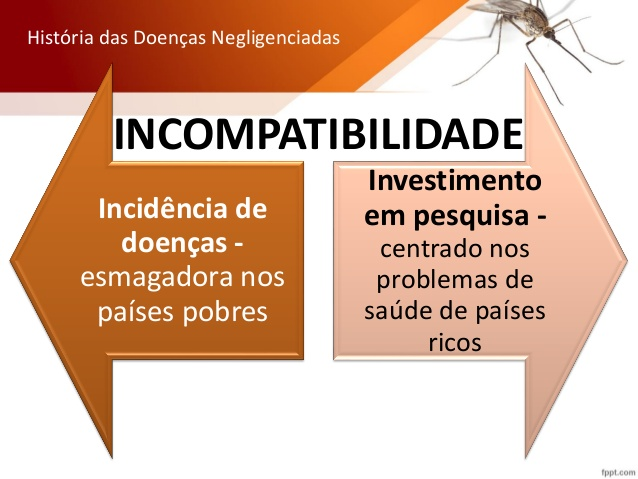 História das Doenças Negligenciadas
INCOMPATIBILIDADE
Incidência de
doenças -
esmagadora nos
países pobres
Investimento
em pesquisa -
centrado nos
problemas de
saúde de países
ricos
fppt.com